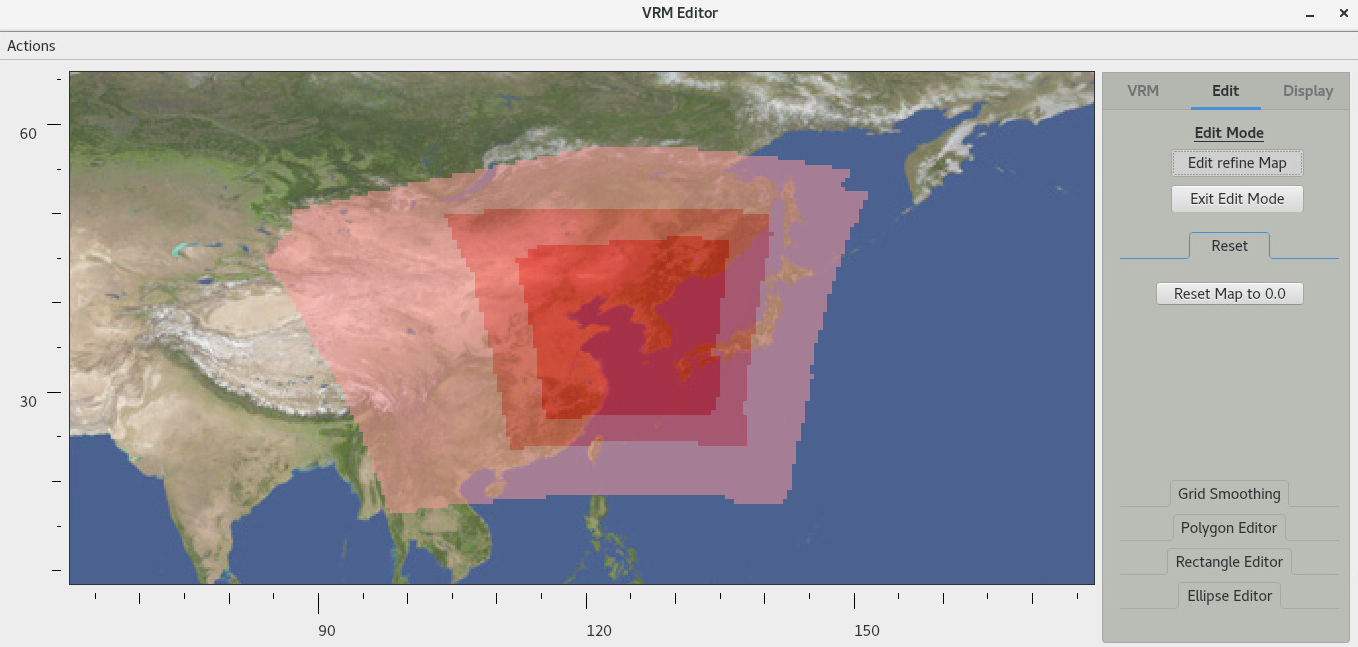 VRM Editor
Actions
VRM Edit Display
Edit Mode
Edit refine Map
Exit Edit Mode
Reset
Reset Map to 0.0
Grid Smoothing
Polygon Editor
Rectangle Editor
Ellipse Editor
60
30
90 120 150